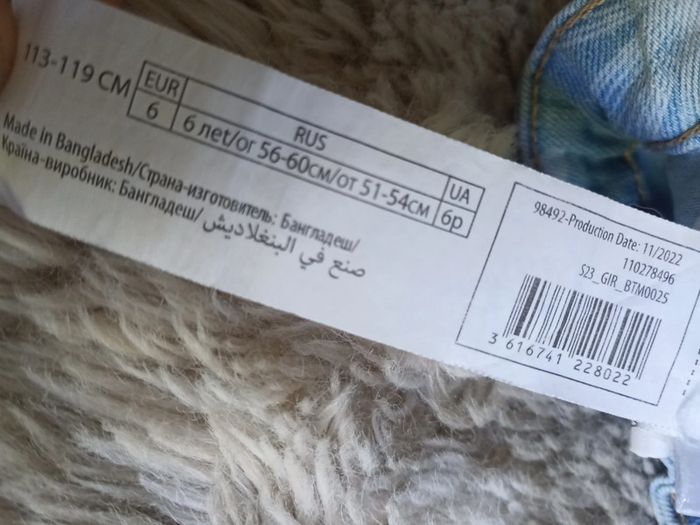 113-119 CM
EUR RUS UA
6 6 лет/ог 56-60см/от 51-54см 6р
Made in Bangladesh/Страна-изготовитель: Бангладеш/
Країна-виробник: Бангладеш/ صنع في البنغلاديش
98492-Production Date: 11/2022
110278496
S23_GIR_BTM002S
3 616741 228022